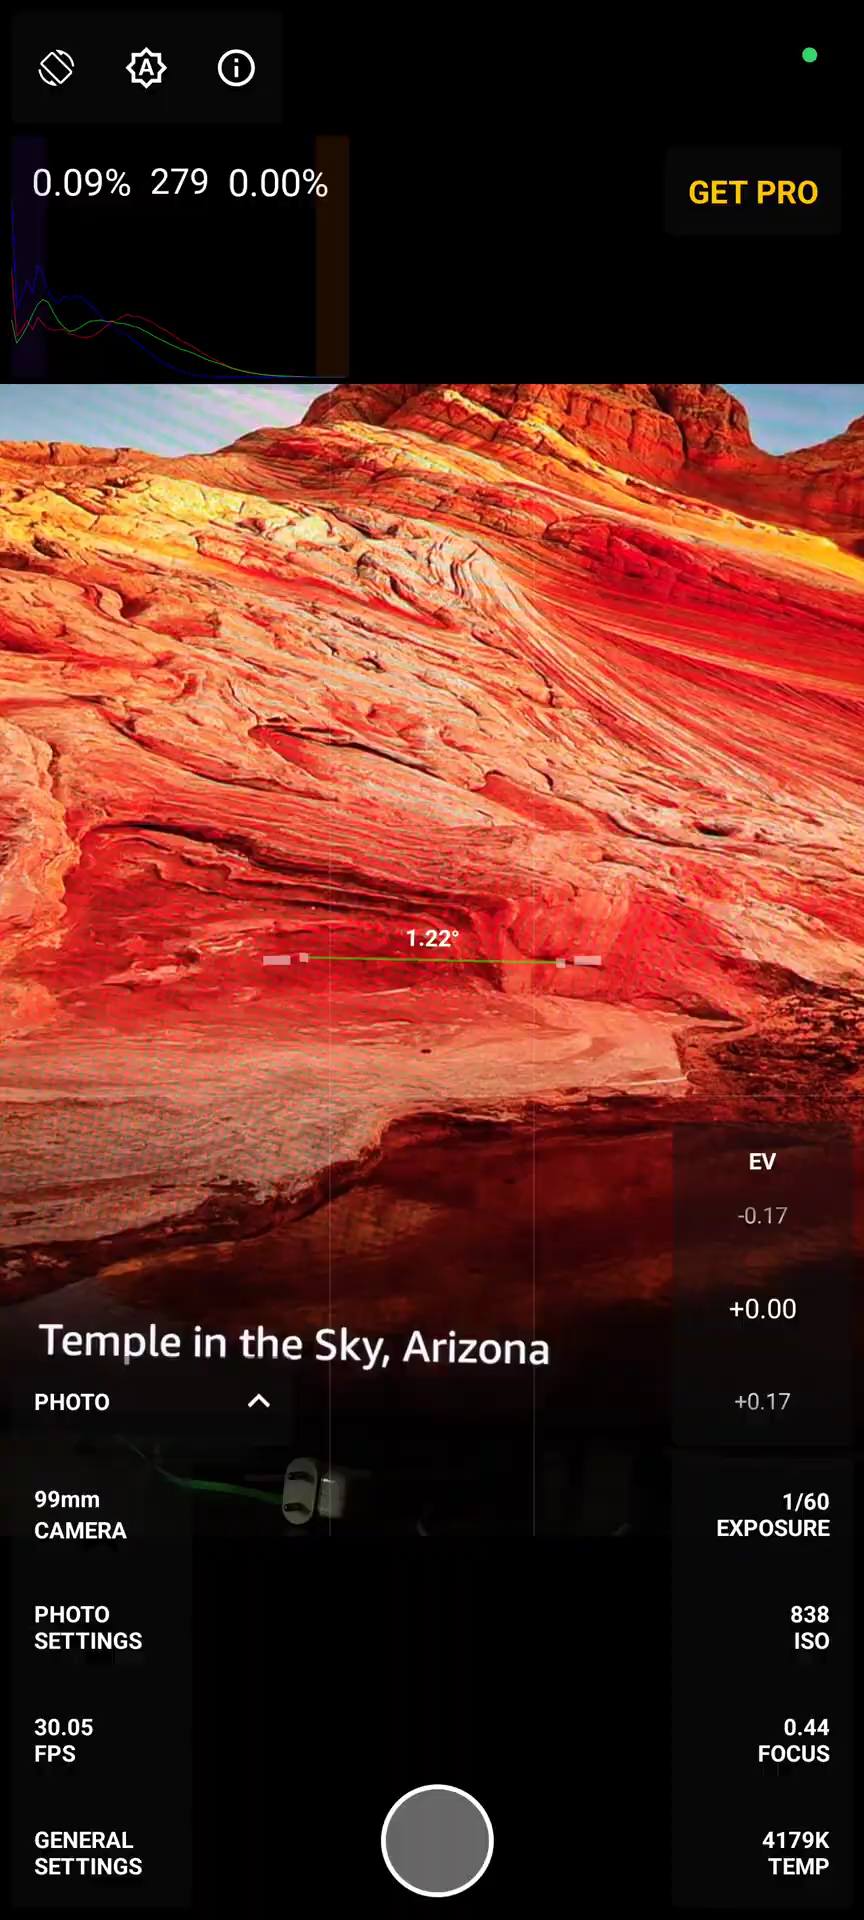 A
0.09% 279 0.00%
GET PRO
1.22°
EV
-0.17
+0.00
+0.17
Temple in the Sky, Arizona
PHOTO
99mm
CAMERA
1/60
EXPOSURE
PHOTO
SETTINGS
838
ISO
30.05
FPS
0.44
FOCUS
GENERAL
SETTINGS
4179K
TEMP